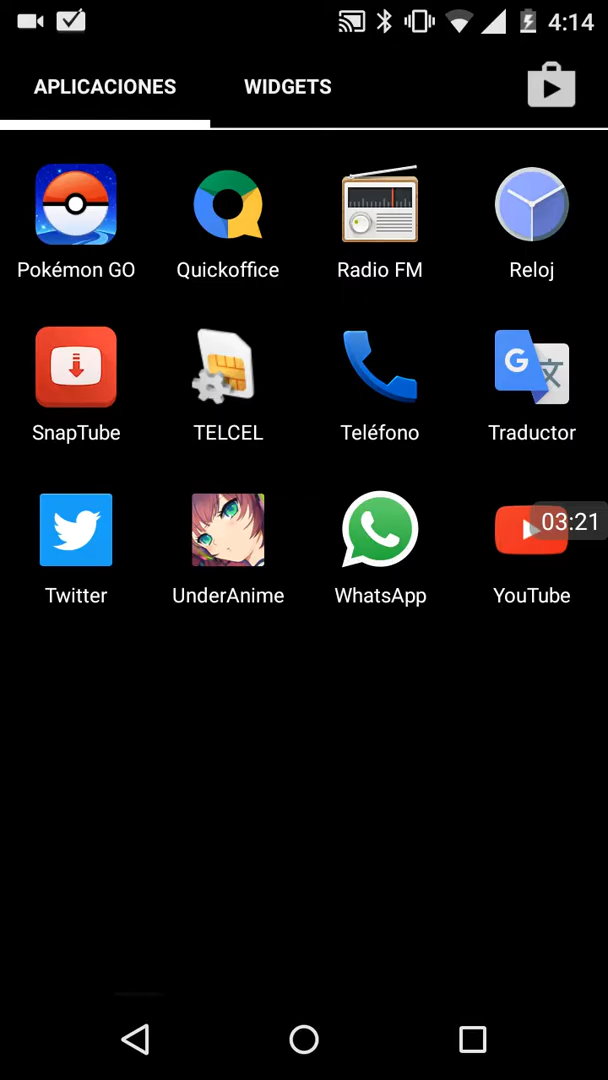 4:14
APLICACIONES WIDGETS
Pokémon GO Quickoffice Radio FM Reloj
G 文
SnapTube TELCEL Teléfono Traductor
03:21
Twitter UnderAnime WhatsApp YouTube